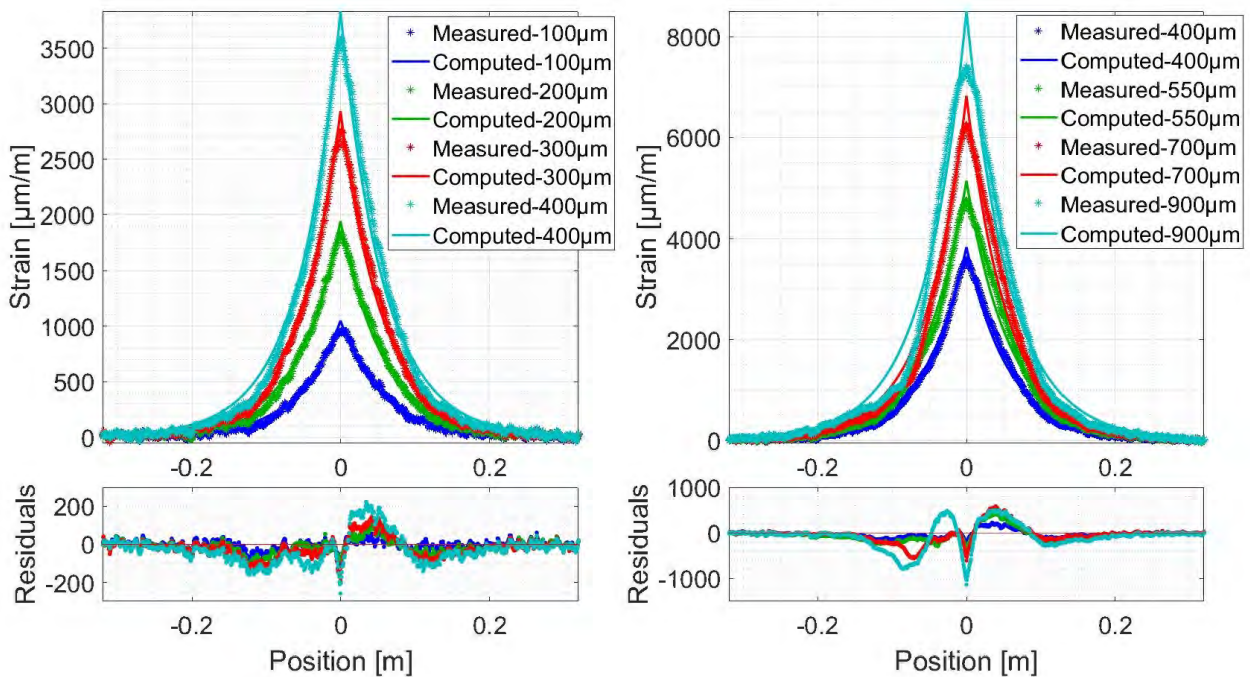 3500
3000
2500
2000
1500
1000
500
0
Strain [µm/m]
Measured-100µm
Computed-100µm
Measured-200µm
Computed-200µm
Measured-300µm
Computed-300µm
Measured-400µm
Computed-400µm
-0.2
0
0.2
200
0
-200
Residuals
-0.2
0
0.2
Position [m]
8000
6000
4000
2000
0
Strain [µm/m]
Measured-400µm
Computed-400µm
Measured-550µm
Computed-550µm
Measured-700µm
Computed-700µm
Measured-900µm
Computed-900µm
-0.2
0
0.2
1000
0
-1000
Residuals
-0.2
0
0.2
Position [m]